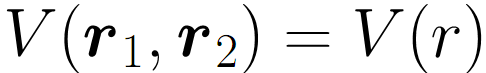 V(𝒓₁, 𝒓₂) = V(r)